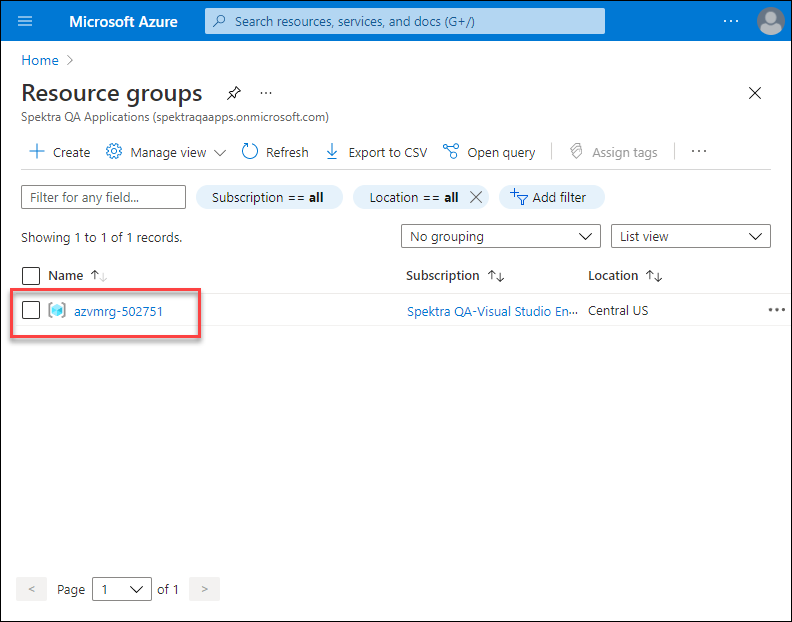 Microsoft Azure
Search resources, services, and docs (G+/)
Home
Resource groups
Spektra QA Applications (spektraqaapps.onmicrosoft.com)
Create Manage view Refresh Export to CSV Open query Assign tags
Filter for any field... Subscription == all Location == all Add filter
Showing 1 to 1 of 1 records. No grouping List view
Name Subscription Location
azvmrg-502751 Spektra QA-Visual Studio En... Central US
< Page 1 of 1 >